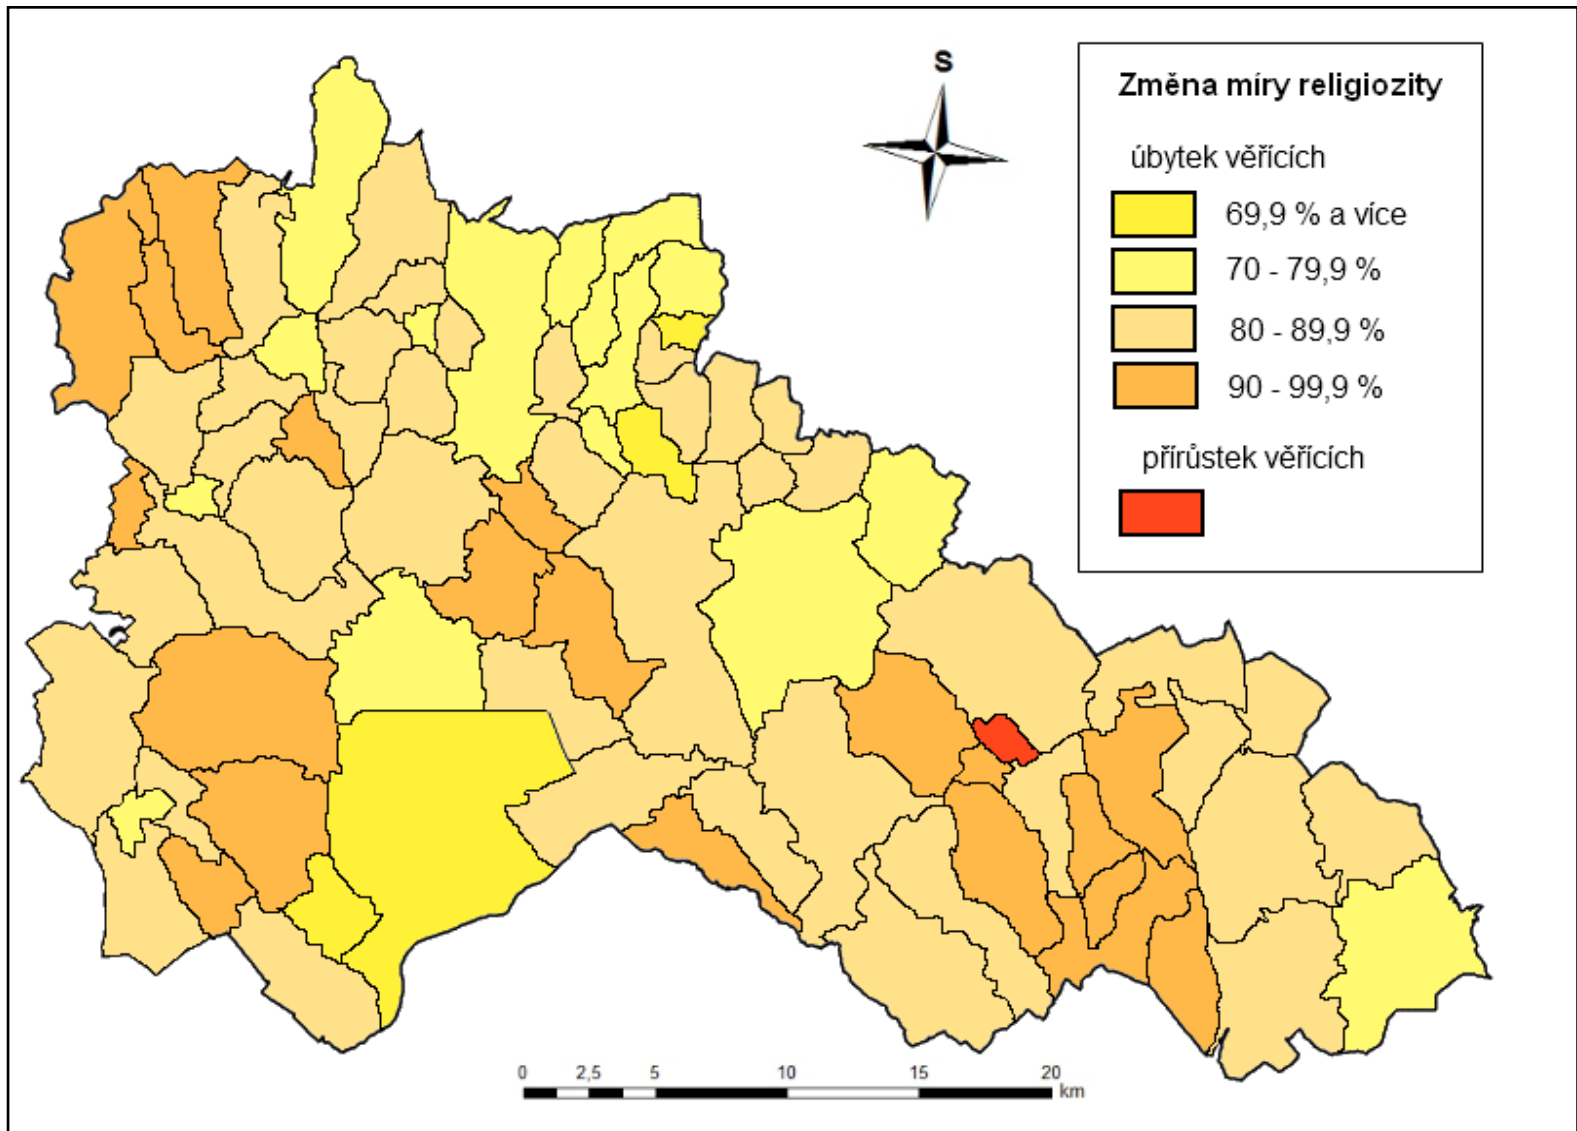 S
Změna míry religiozity
úbytek věřících
69,9 % a více
70 - 79,9 %
80 - 89,9 %
90 - 99,9 %
přírůstek věřících
0 2,5 5 10 15 20
km